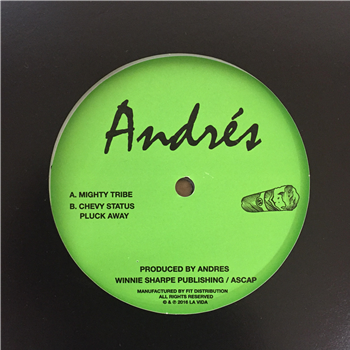 Andrés
A. MIGHTY TRIBE
B. CHEVY STATUS
PLUCK AWAY
PRODUCED BY ANDRES
WINNIE SHARPE PUBLISHING / ASCAP
MANUFACTURED BY FIT DISTRIBUTION
ALL RIGHTS RESERVED
© & ℗ 2016 LA VIDA